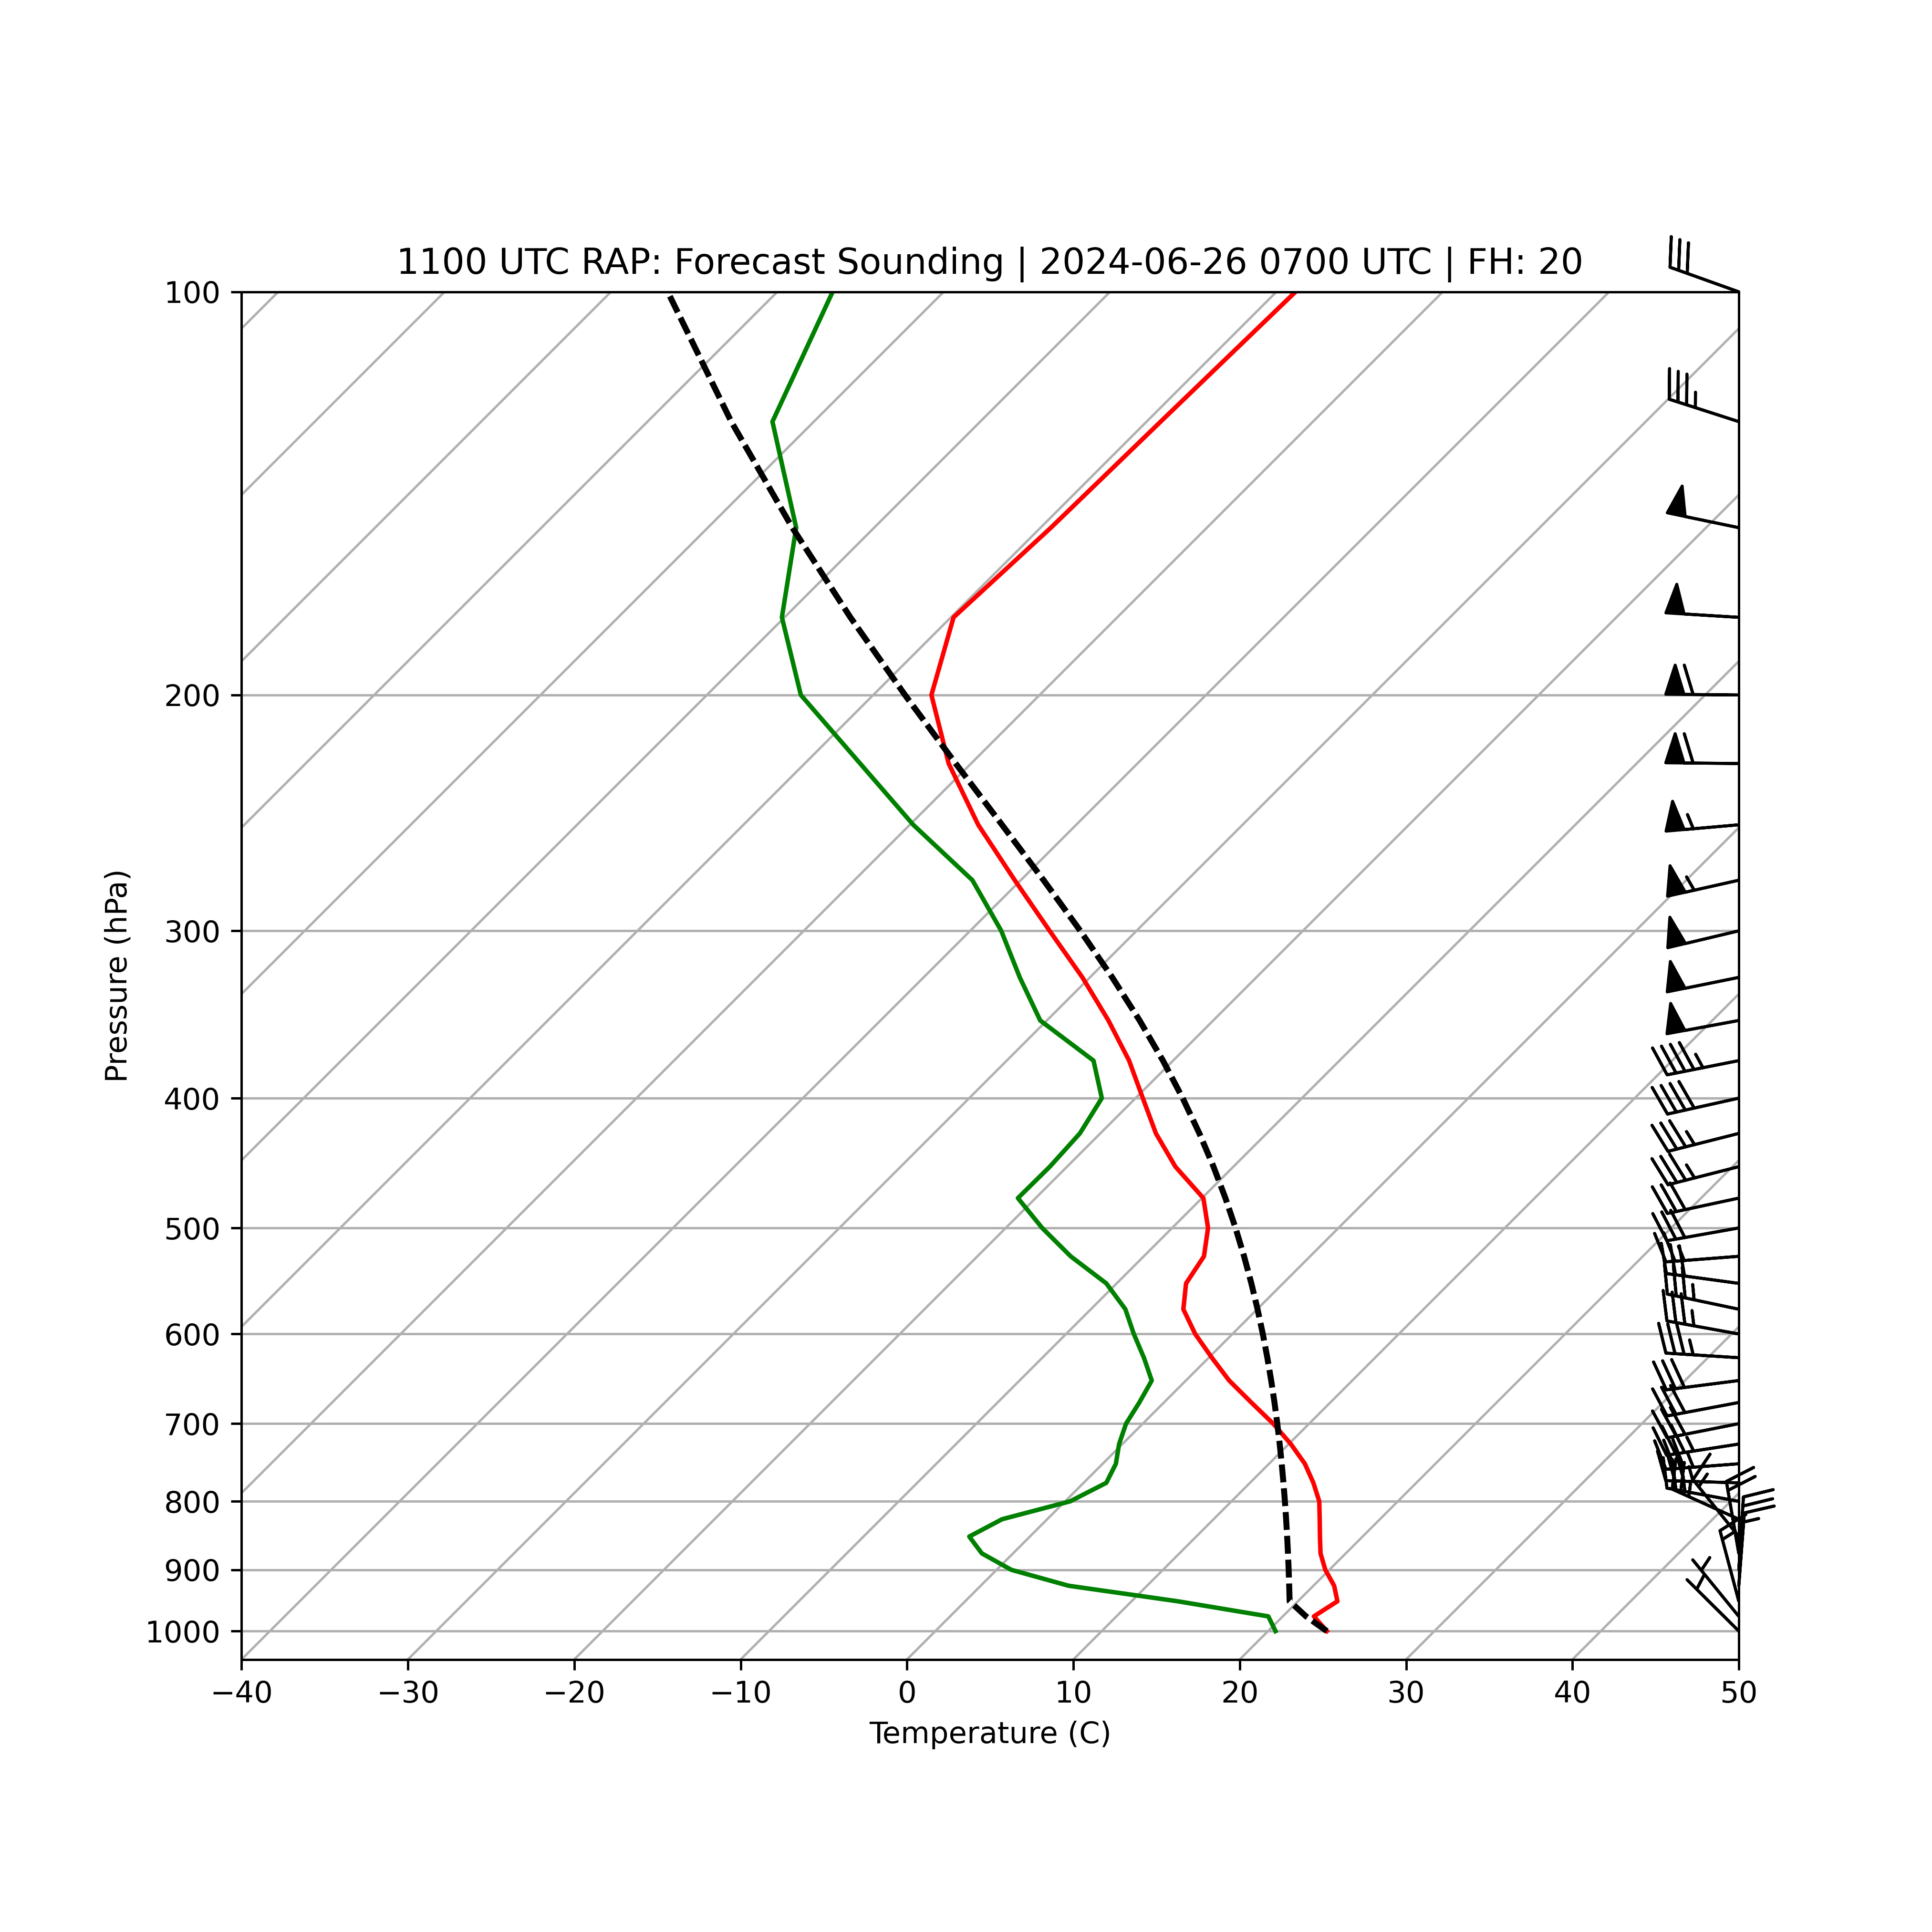 1100 UTC RAP: Forecast Sounding | 2024-06-26 0700 UTC | FH: 20
100
200
300
400
500
600
700
800
900
1000
Pressure (hPa)
−40 −30 −20 −10 0 10 20 30 40 50
Temperature (C)